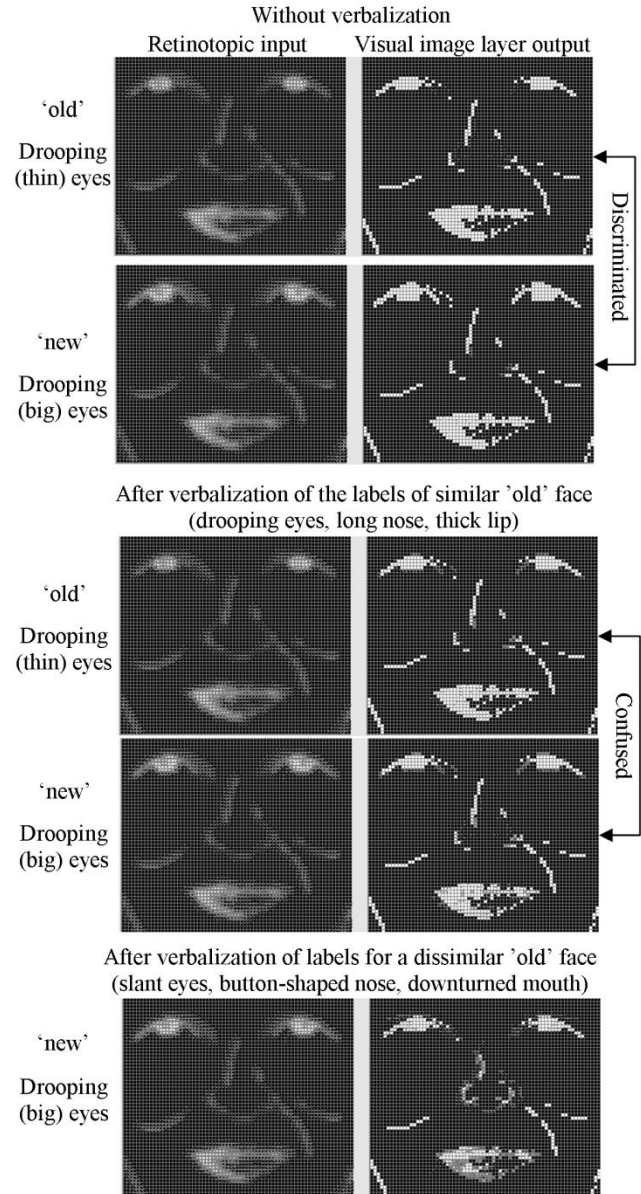 Without verbalization
Retinotopic input Visual image layer output
'old'
Drooping
(thin) eyes
Discriminated
'new'
Drooping
(big) eyes
After verbalization of the labels of similar 'old' face
(drooping eyes, long nose, thick lip)
'old'
Drooping
(thin) eyes
Confused
'new'
Drooping
(big) eyes
After verbalization of labels for a dissimilar 'old' face
(slant eyes, button-shaped nose, downturned mouth)
'new'
Drooping
(big) eyes